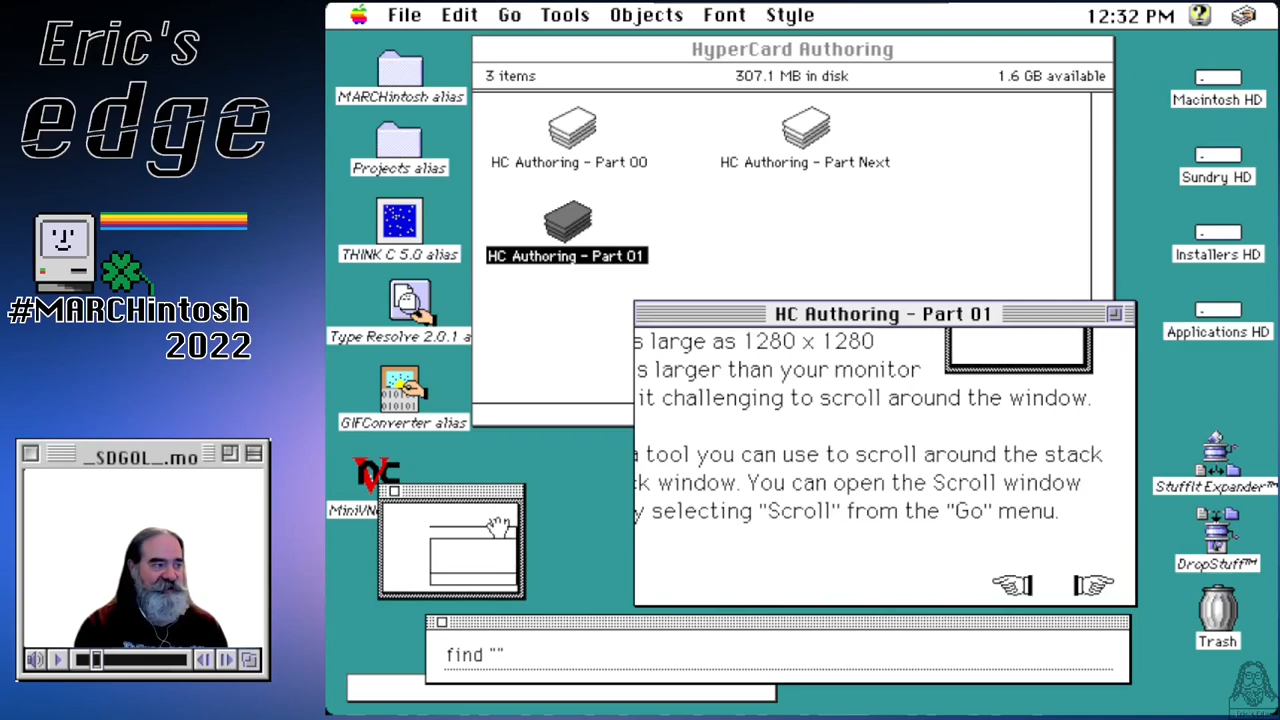 Eric's
edge
#MARCHintosh
2022
_SDGOL_.mo
File Edit Go Tools Objects Font Style
12:32 PM
MARCHintosh alias
Projects alias
THINK C 5.0 alias
Type Resolve 2.0.1 a
GIFConverter alias
MiniVN
HyperCard Authoring
3 items 307.1 MB in disk 1.6 GB available
HC Authoring - Part 00
HC Authoring - Part Next
HC Authoring - Part 01
HC Authoring - Part 01
s large as 1280 x 1280
s larger than your monitor
it challenging to scroll around the window.
a tool you can use to scroll around the stack
k window. You can open the Scroll window
y selecting "Scroll" from the "Go" menu.
find ""
Macintosh HD
Sundry HD
Installers HD
Applications HD
StuffIt Expander™
DropStuff™
Trash